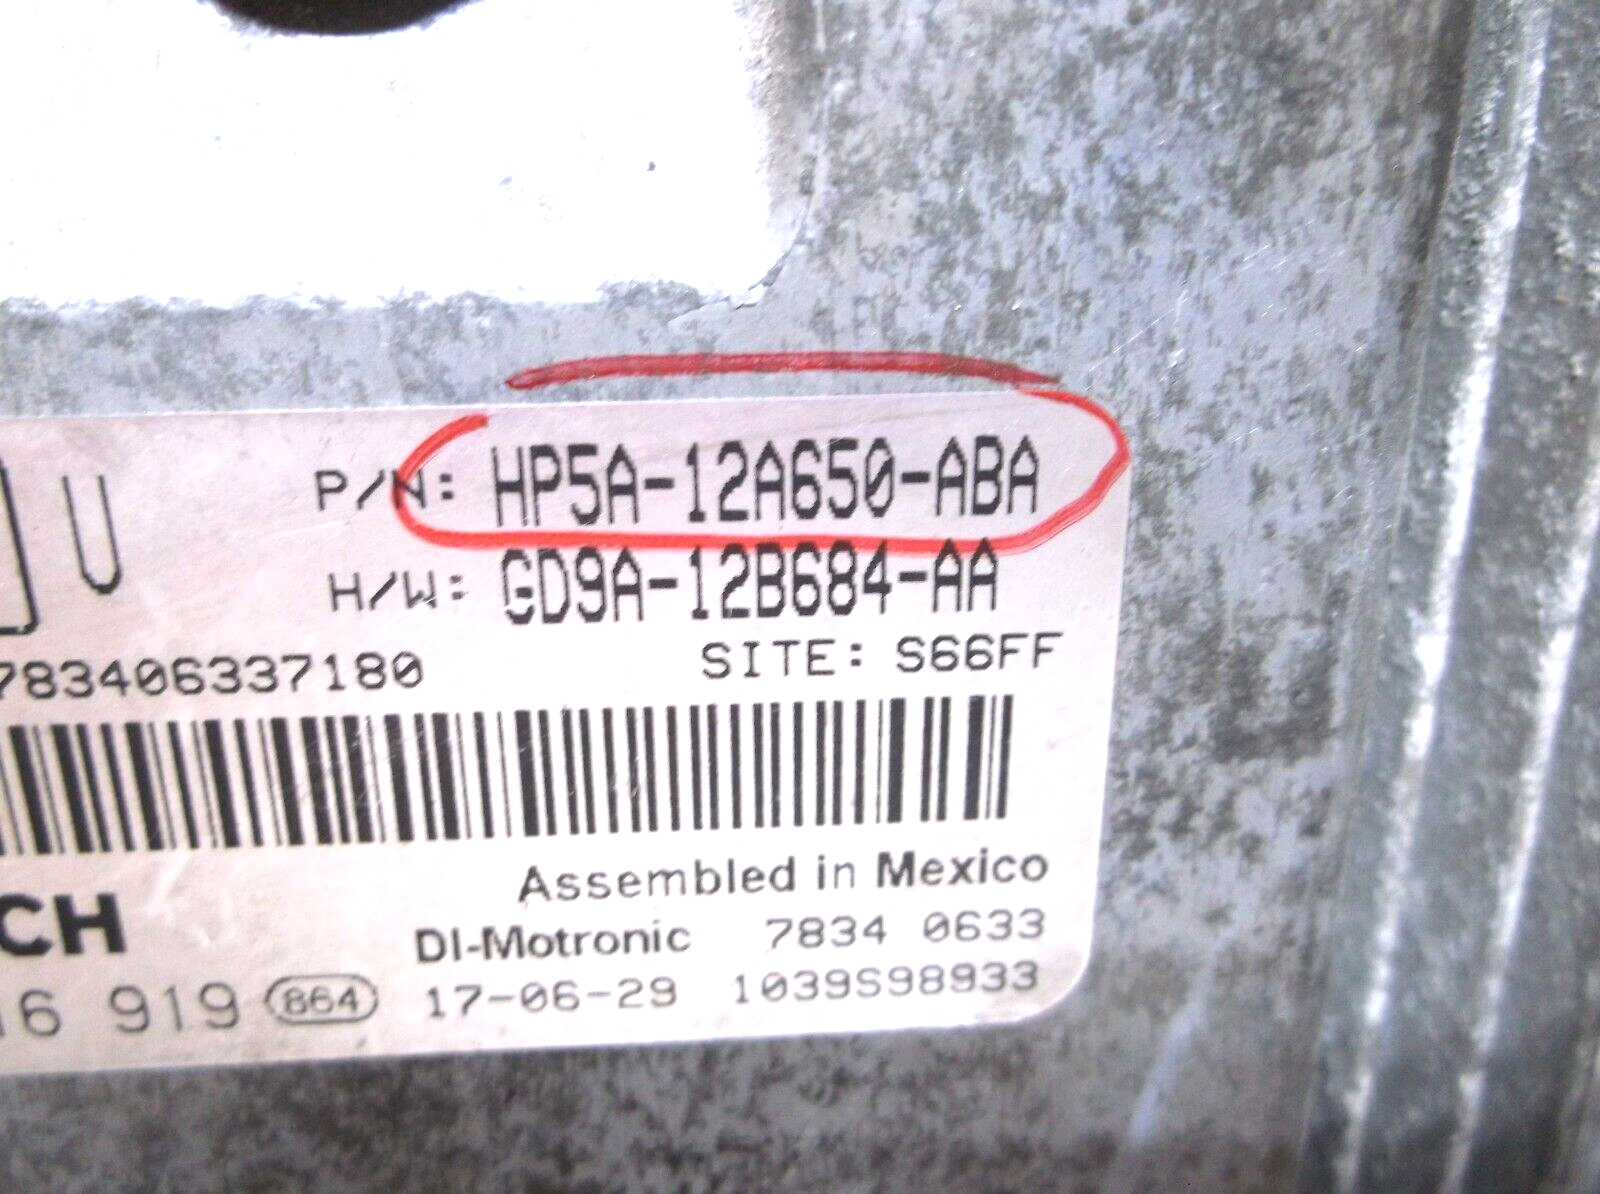 U P/N: HP5A-12A650-ABA
H/W: GD9A-12B684-AA
783406337180 SITE: S66FF
Assembled in Mexico
CH DI-Motronic 7834 0633
16 919 864 17-06-29 1039S98933